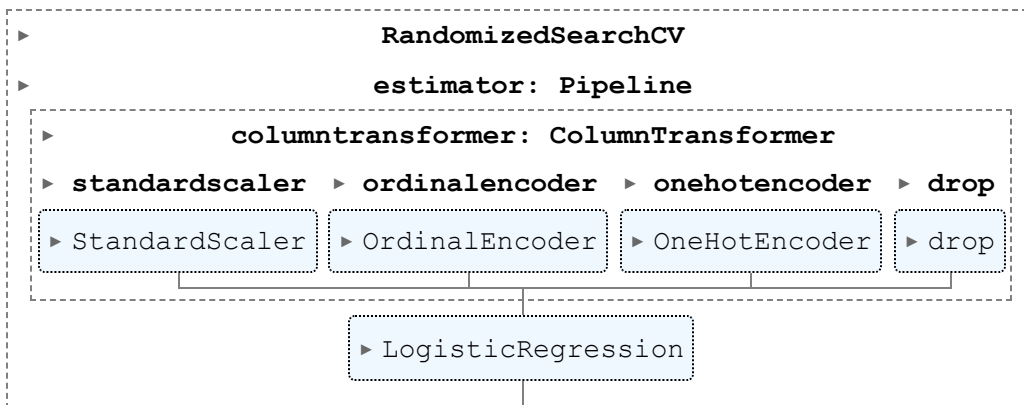 ▸ RandomizedSearchCV
▸ estimator: Pipeline
▸ columntransformer: ColumnTransformer
▸ standardscaler ▸ ordinalencoder ▸ onehotencoder ▸ drop
▸ StandardScaler ▸ OrdinalEncoder ▸ OneHotEncoder ▸ drop
▸ LogisticRegression